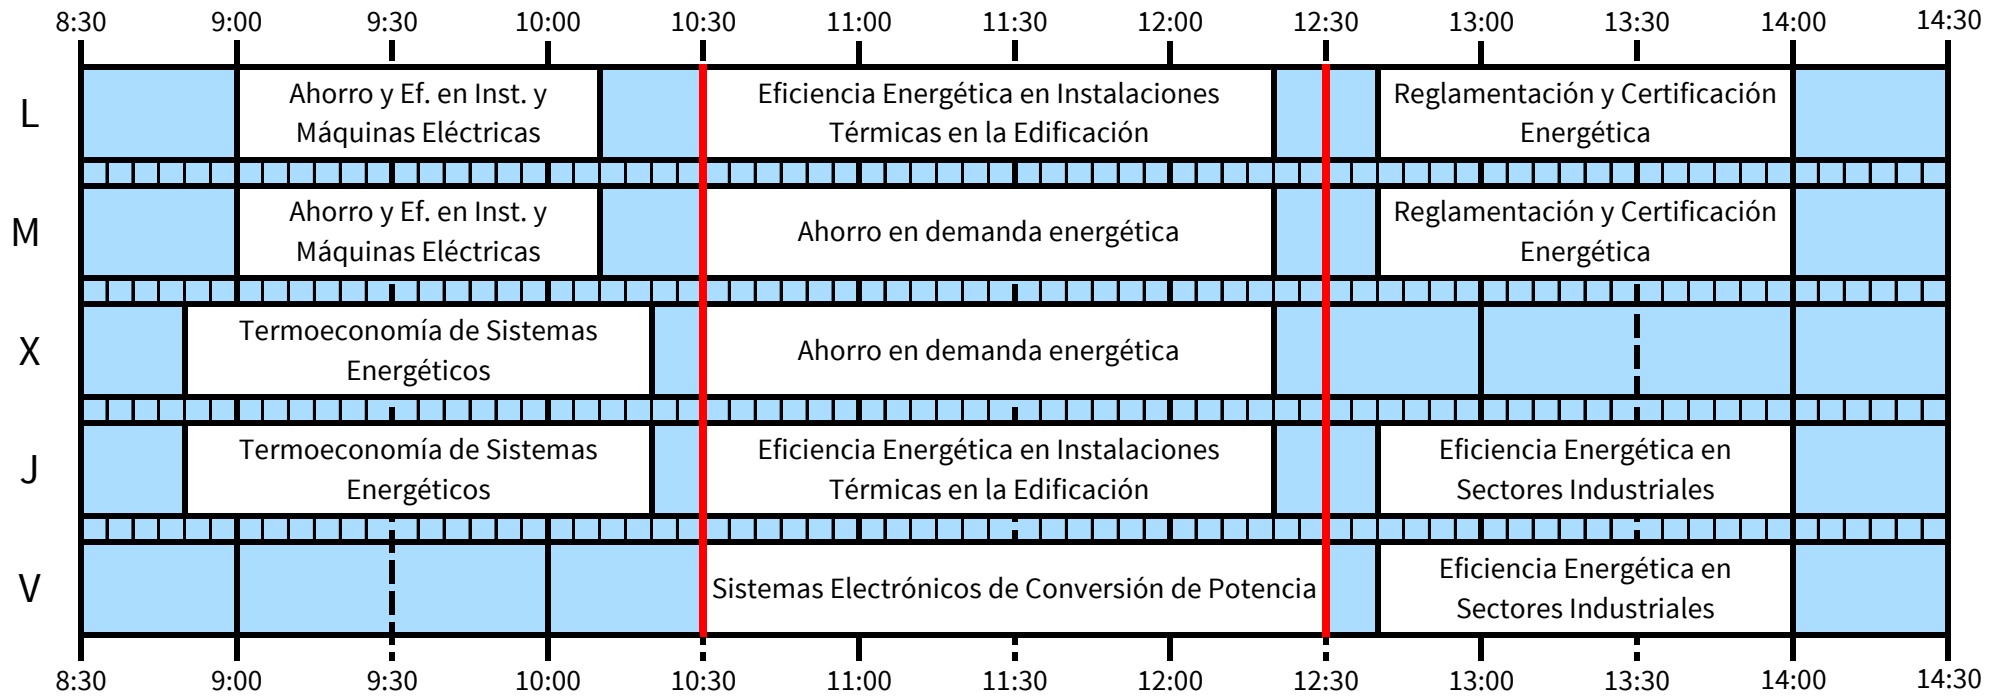 8:30 9:00 9:30 10:00 10:30 11:00 11:30 12:00 12:30 13:00 13:30 14:00 14:30
L
Ahorro y Ef. en Inst. y
Máquinas Eléctricas
Eficiencia Energética en Instalaciones
Térmicas en la Edificación
Reglamentación y Certificación
Energética
M
Ahorro y Ef. en Inst. y
Máquinas Eléctricas
Ahorro en demanda energética
Reglamentación y Certificación
Energética
X
Termoeconomía de Sistemas
Energéticos
Ahorro en demanda energética
J
Termoeconomía de Sistemas
Energéticos
Eficiencia Energética en Instalaciones
Térmicas en la Edificación
Eficiencia Energética en
Sectores Industriales
V
Sistemas Electrónicos de Conversión de Potencia
Eficiencia Energética en
Sectores Industriales
8:30 9:00 9:30 10:00 10:30 11:00 11:30 12:00 12:30 13:00 13:30 14:00 14:30